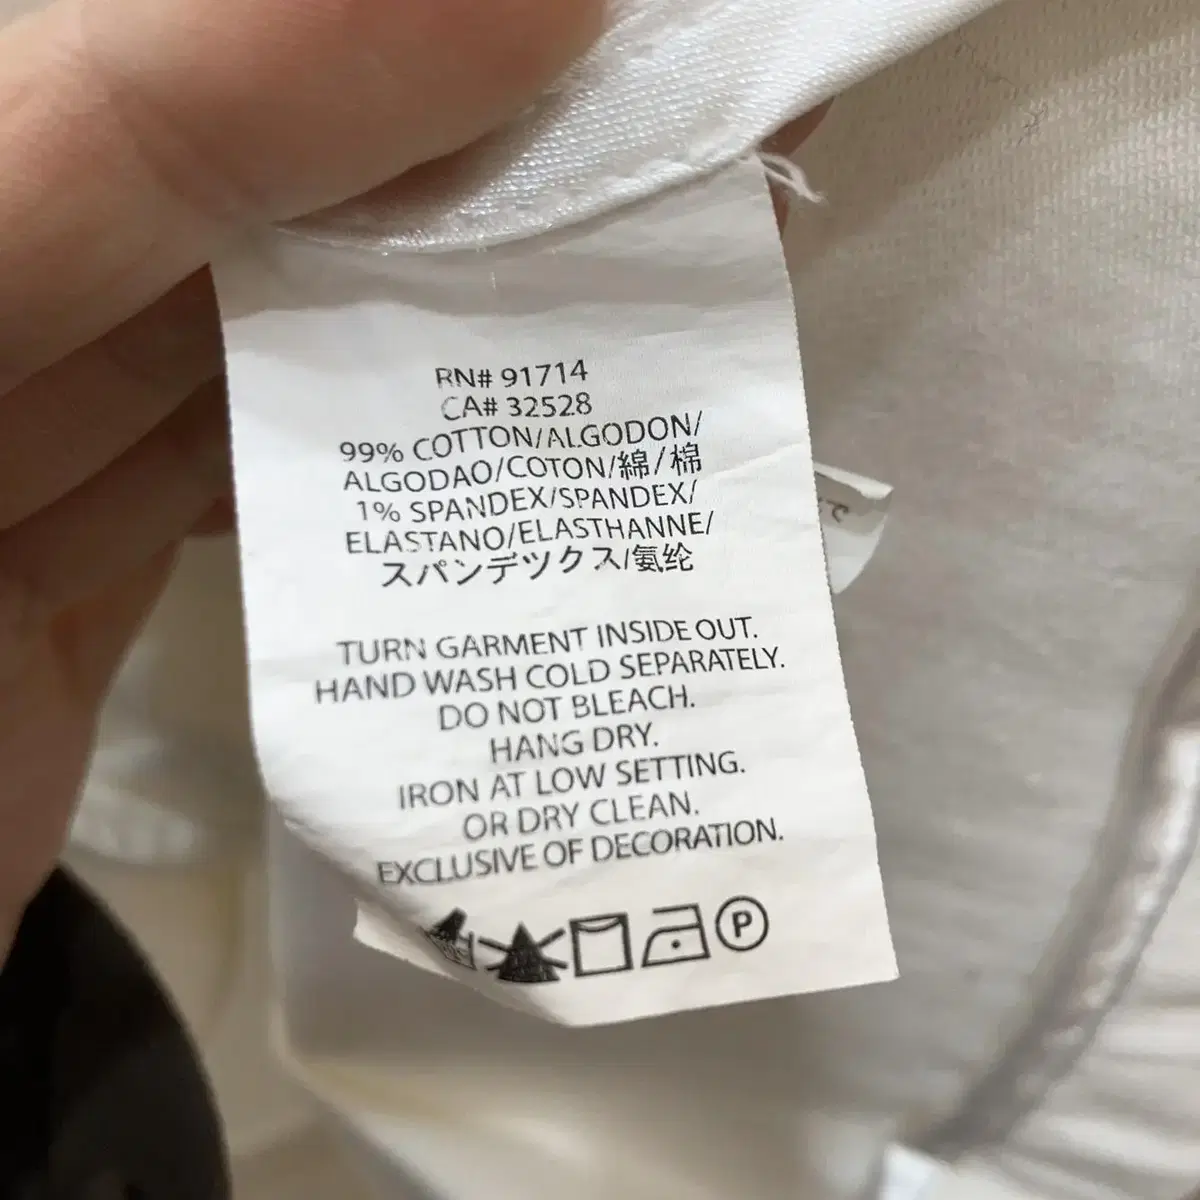 RN# 91714
CA# 32528
99% COTTON/ALGODON/
ALGODAO/COTON/綿/棉
1% SPANDEX/SPANDEX/
ELASTANO/ELASTHANNE/
スパンデツクス/氨纶
TURN GARMENT INSIDE OUT.
HAND WASH COLD SEPARATELY.
DO NOT BLEACH.
HANG DRY.
IRON AT LOW SETTING.
OR DRY CLEAN.
EXCLUSIVE OF DECORATION.
P